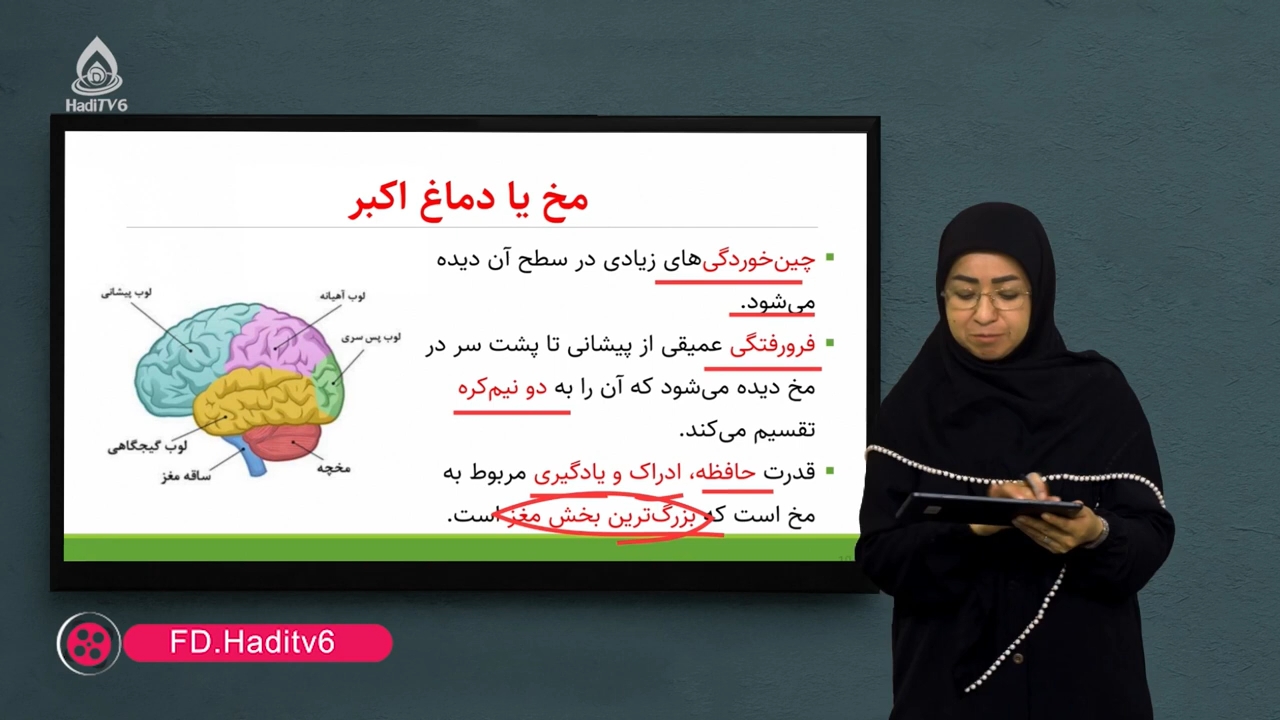 HadiTV6
مخ یا دماغ اکبر
چین‌خوردگی‌های زیادی در سطح آن دیده
می‌شود.
فرورفتگی عمیقی از پیشانی تا پشت سر در
مخ دیده می‌شود که آن را به دو نیم‌کره
تقسیم می‌کند.
قدرت حافظه، ادراک و یادگیری مربوط به
مخ است که بزرگ‌ترین بخش مغز است.
لوب پیشانی
لوب آهیانه
لوب پس سری
لوب گیجگاهی
ساقه مغز
مخچه
FD.Haditv6